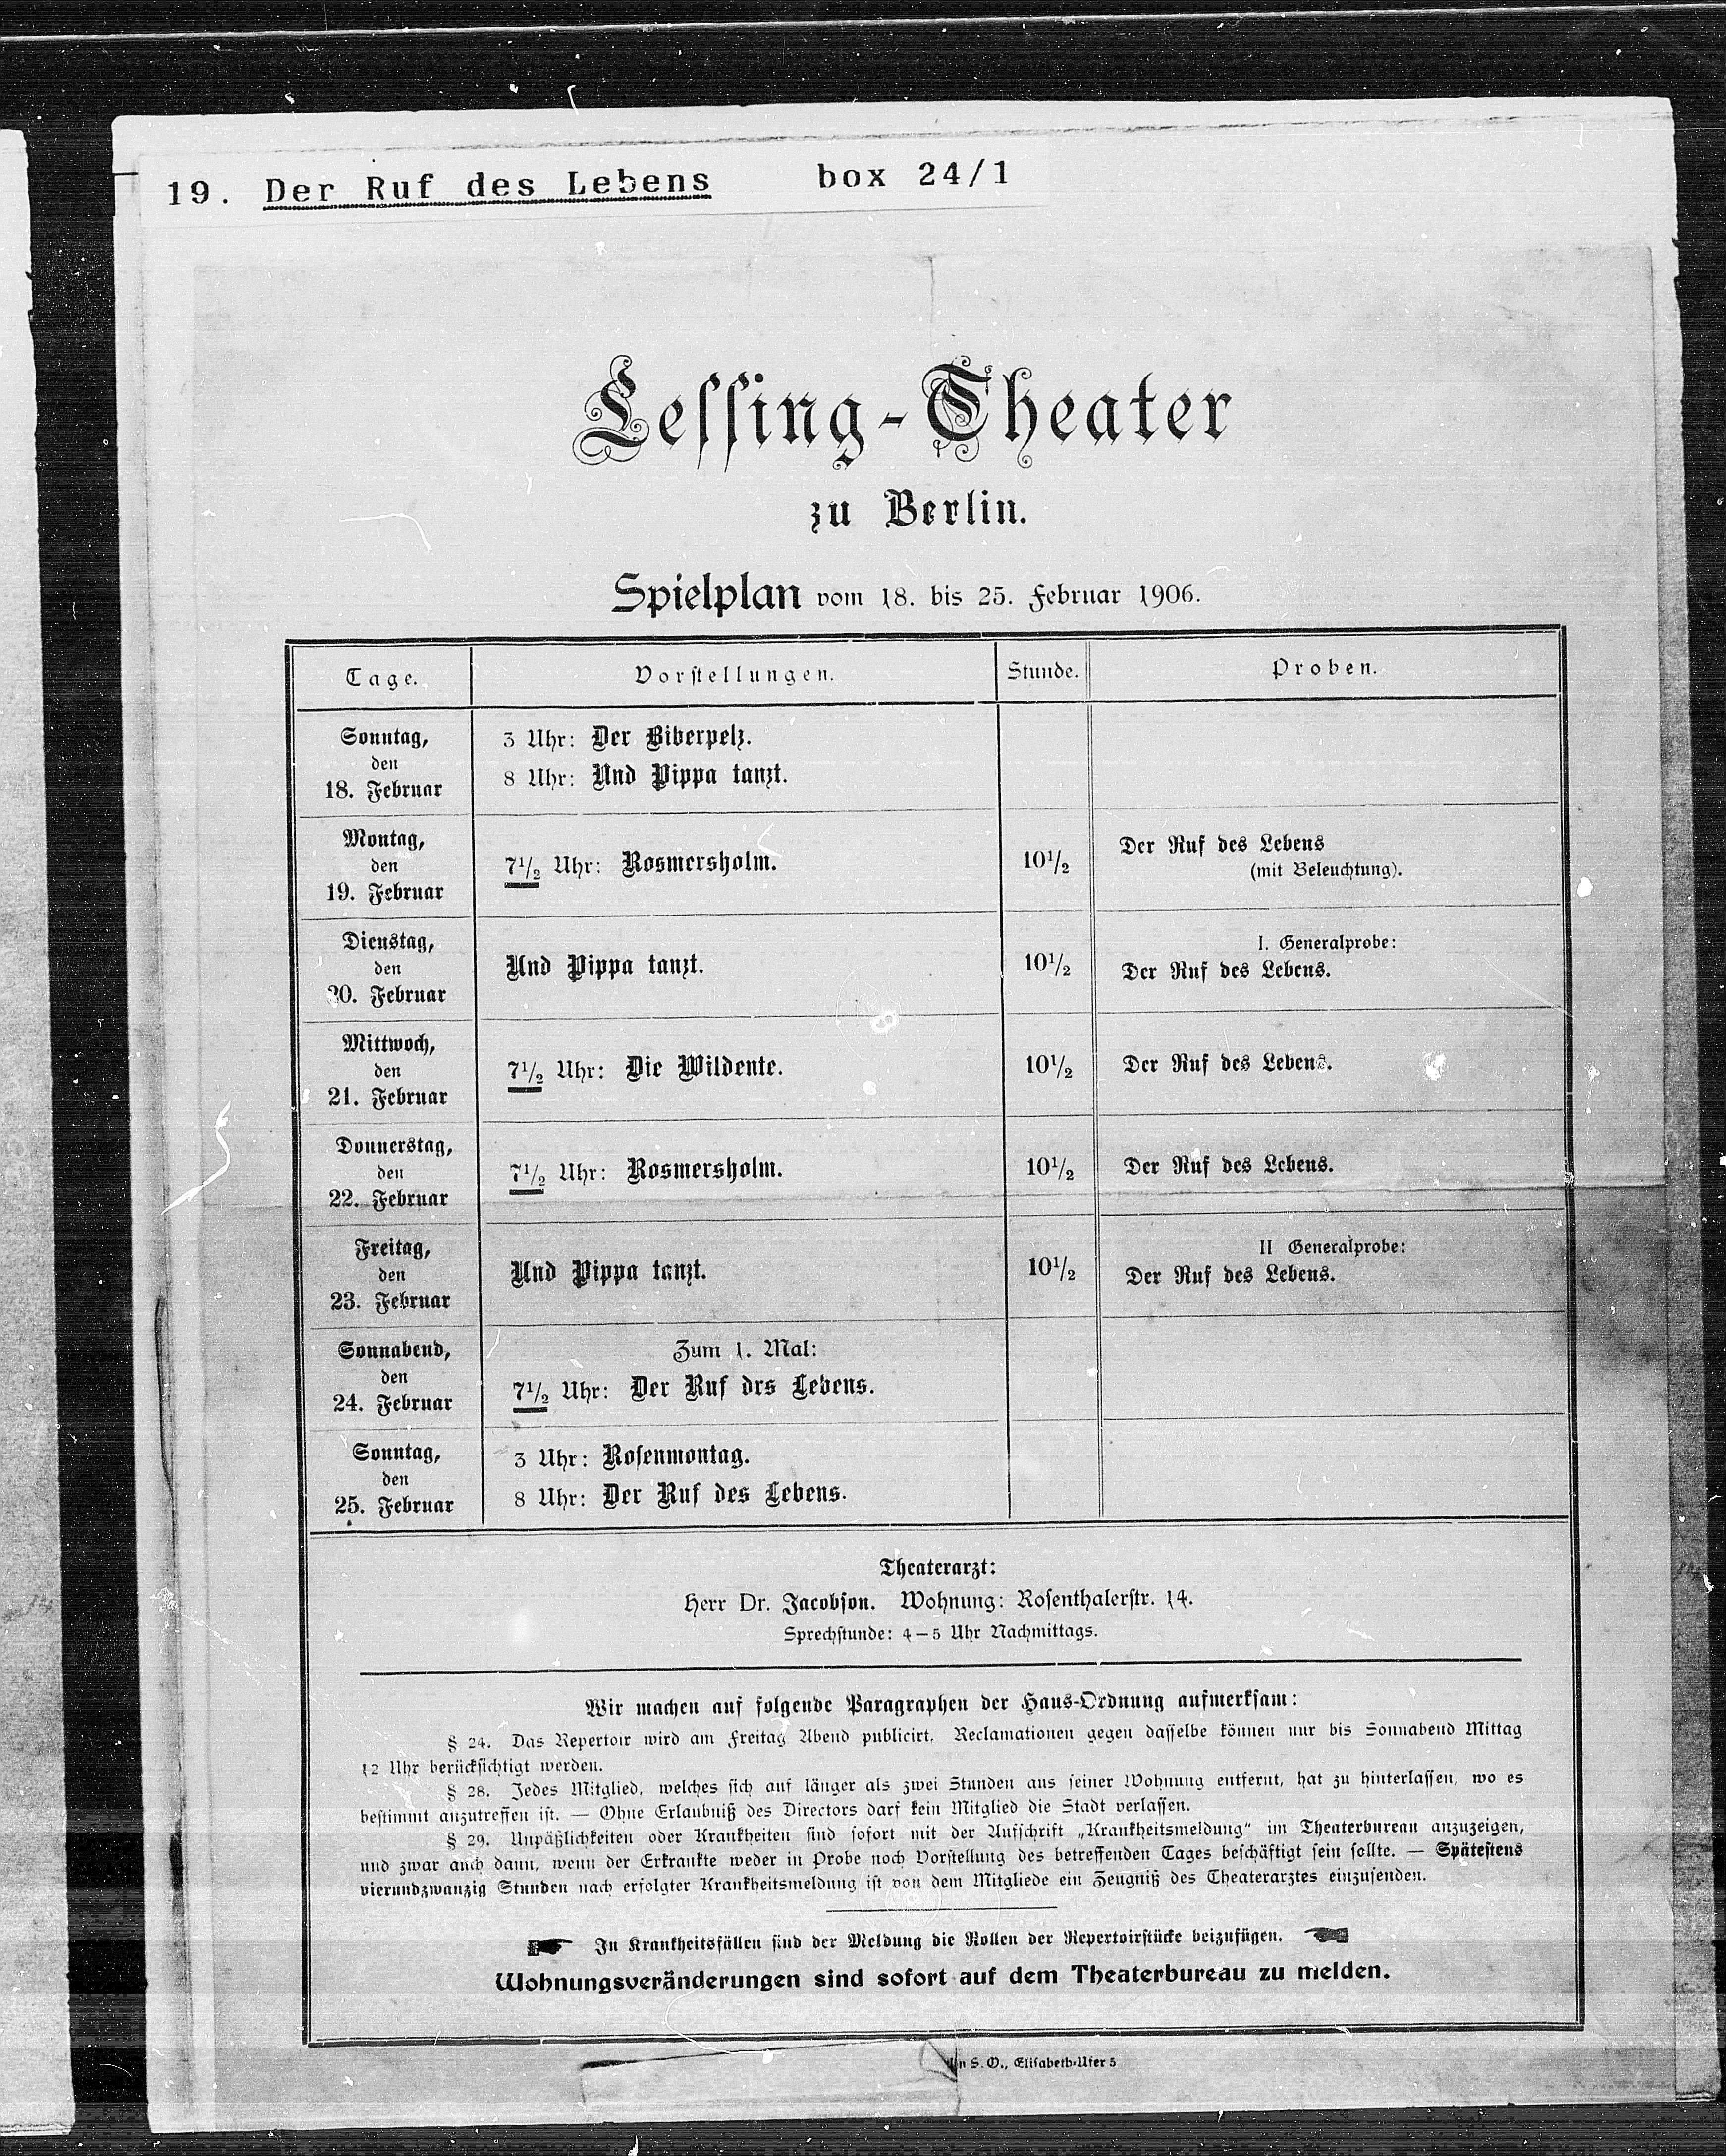 19. Der Ruf des Lebens box 24/1
Lessing-Theater
zu Berlin.
Spielplan vom 18. bis 25. Februar 1906.
Tage. Vorstellungen. Stunde. Proben.
Sonntag,
den
18. Februar
3 Uhr: Der Biberpelz.
8 Uhr: Und Pippa tanzt.
Montag,
den
19. Februar
7½ Uhr: Rosmersholm.
10½
Der Ruf des Lebens
(mit Beleuchtung).
Dienstag,
den
20. Februar
Und Pippa tanzt.
10½
I. Generalprobe:
Der Ruf des Lebens.
Mittwoch,
den
21. Februar
7½ Uhr: Die Wildente.
10½
Der Ruf des Lebens.
Donnerstag,
den
22. Februar
7½ Uhr: Rosmersholm.
10½
Der Ruf des Lebens.
Freitag,
den
23. Februar
Und Pippa tanzt.
10½
II Generalprobe:
Der Ruf des Lebens.
Sonnabend,
den
24. Februar
Zum 1. Mal:
7½ Uhr: Der Ruf drs Lebens.
Sonntag,
den
25. Februar
3 Uhr: Rosenmontag.
8 Uhr: Der Ruf des Lebens.
Theaterarzt:
Herr Dr. Jacobson. Wohnung: Rosenthalerstr. 14.
Sprechstunde: 4–5 Uhr Nachmittags.
Wir machen auf folgende Paragraphen der Haus-Ordnung aufmerksam:
§ 24. Das Repertoir wird am Freitag Abend publicirt. Reclamationen gegen dasselbe können nur bis Sonnabend Mittag
12 Uhr berücksichtigt werden.
§ 28. Jedes Mitglied, welches sich auf länger als zwei Stunden aus seiner Wohnung entfernt, hat zu hinterlassen, wo es
bestimmt anzutreffen ist. — Ohne Erlaubniß des Directors darf kein Mitglied die Stadt verlassen.
§ 29. Unpäßlichkeiten oder Krankheiten sind sofort mit der Aufschrift „Krankheitsmeldung“ im Theaterbureau anzuzeigen,
und zwar auch dann, wenn der Erkrankte weder in Probe noch Vorstellung des betreffenden Tages beschäftigt sein sollte. — Spätestens
vierundzwanzig Stunden nach erfolgter Krankheitsmeldung ist von dem Mitgliede ein Zeugniß des Theaterarztes einzusenden.
In Krankheitsfällen sind der Meldung die Rollen der Repertoirstücke beizufügen.
Wohnungsveränderungen sind sofort auf dem Theaterbureau zu melden.
S. O., Elisabeth-Ufer 5